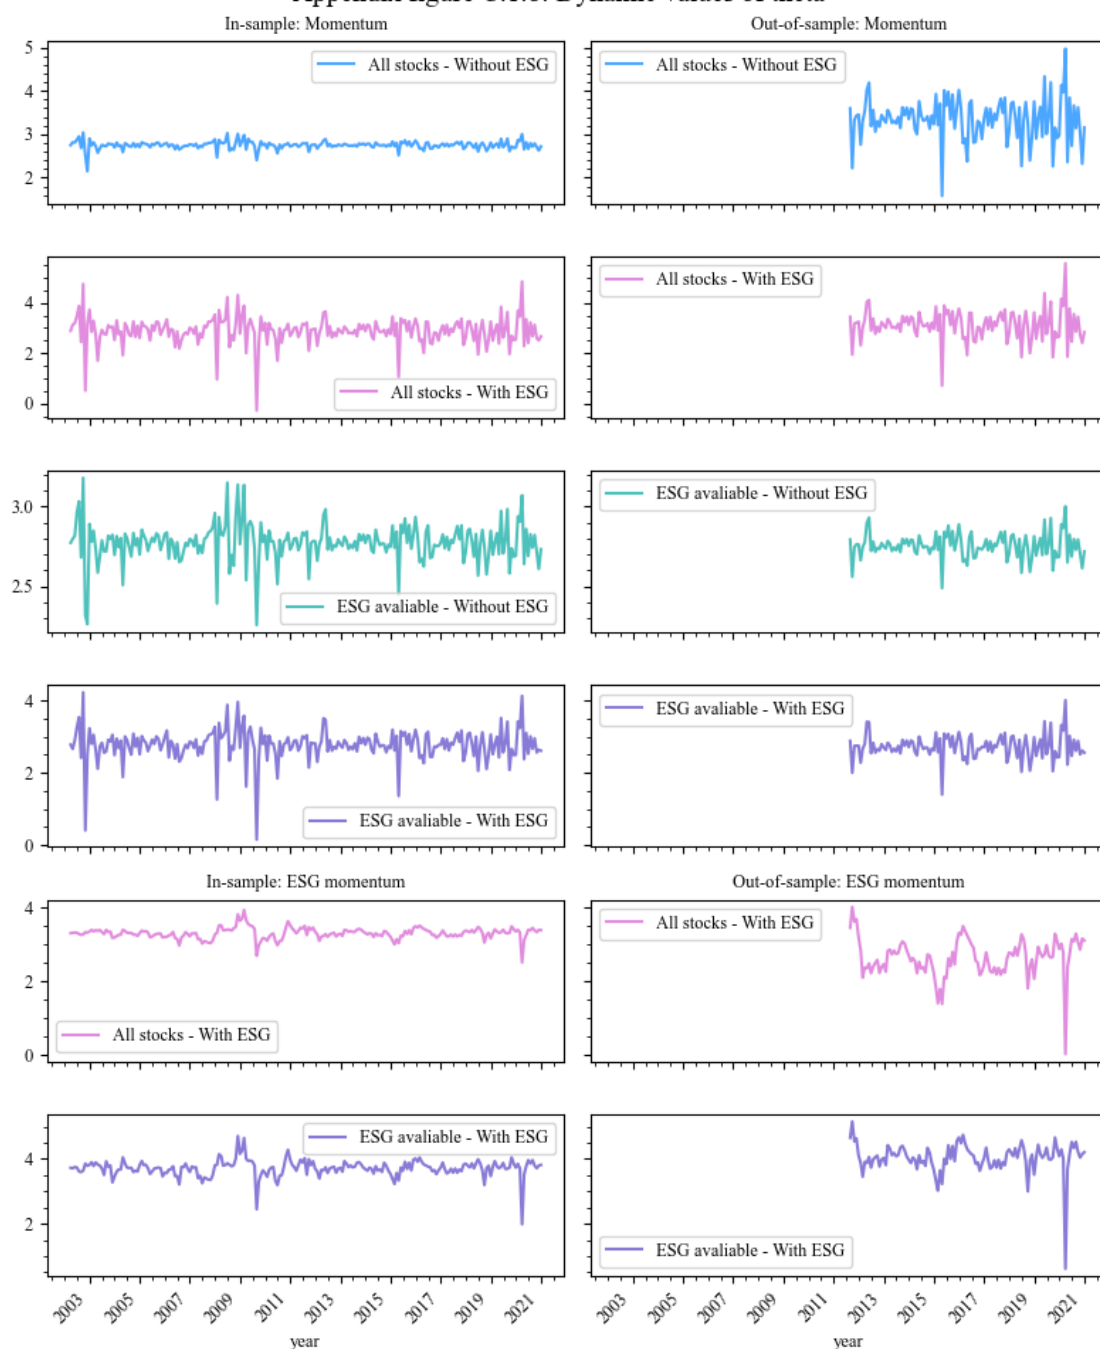 In-sample: Momentum
Out-of-sample: Momentum
5
4
3
2
All stocks - Without ESG
All stocks - Without ESG
4
2
0
All stocks - With ESG
All stocks - With ESG
3.0
2.5
ESG avaliable - Without ESG
ESG avaliable - Without ESG
4
2
0
ESG avaliable - With ESG
ESG avaliable - With ESG
In-sample: ESG momentum
Out-of-sample: ESG momentum
4
2
0
All stocks - With ESG
All stocks - With ESG
4
2
ESG avaliable - With ESG
ESG avaliable - With ESG
2003 2005 2007 2009 2011 2013 2015 2017 2019 2021
2003 2005 2007 2009 2011 2013 2015 2017 2019 2021
year
year